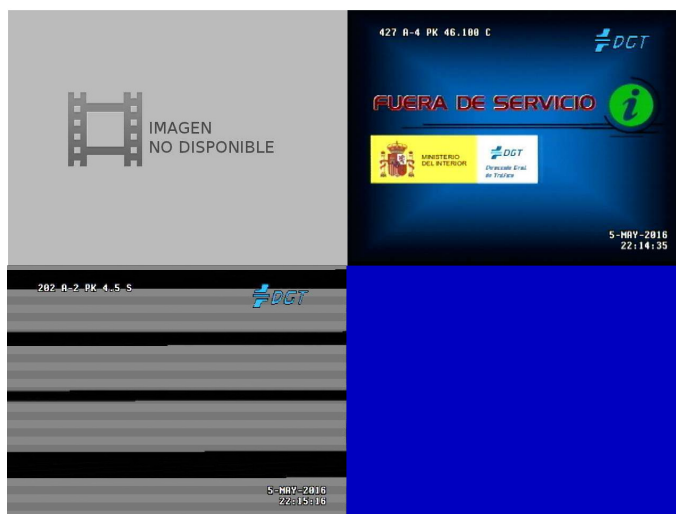 IMAGEN
NO DISPONIBLE
427 A-4 PK 46.100 C
DGT
FUERA DE SERVICIO
i
MINISTERIO
DEL INTERIOR
DGT
Dirección Gral.
de Tráfico
5-MAY-2016
22:14:35
202 A-2 PK 4.5 S
DGT
5-MAY-2016
22:15:16